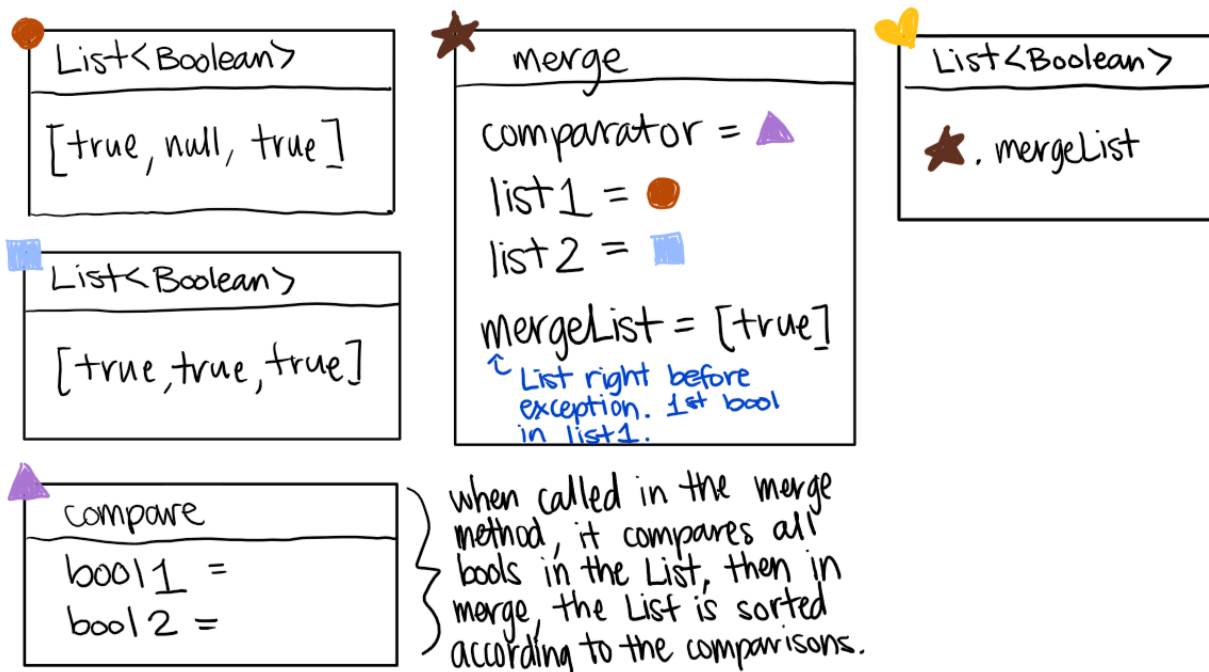 List<Boolean>
[true, null, true]
List<Boolean>
[true, true, true]
compare
bool1 =
bool2 =
merge
comparator =
list1 =
list2 =
mergeList = [true]
List right before
exception. 1st bool
in list1.
when called in the merge
method, it compares all
bools in the List, then in
merge, the List is sorted
according to the comparisons.
List<Boolean>
. mergeList